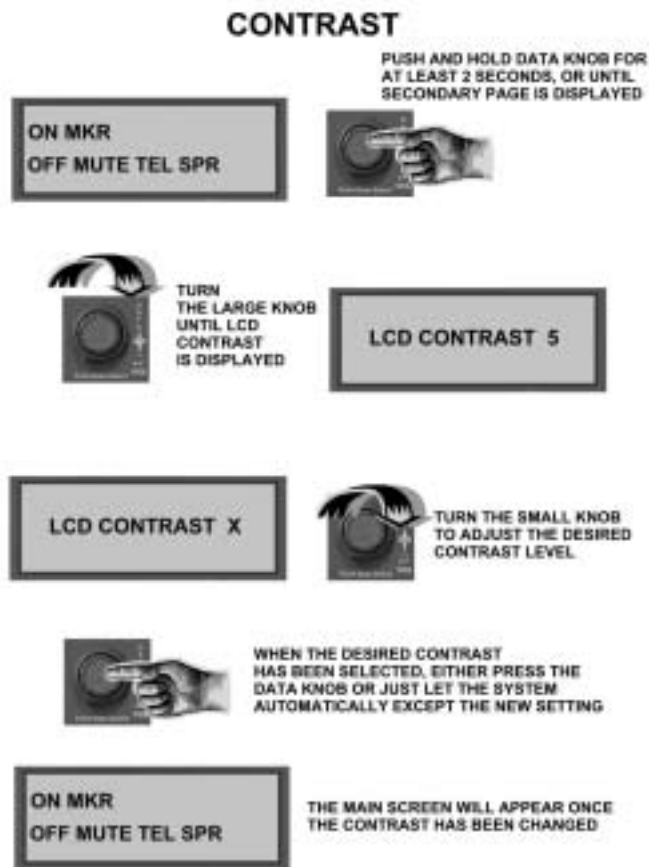 CONTRAST
PUSH AND HOLD DATA KNOB FOR
AT LEAST 2 SECONDS, OR UNTIL
SECONDARY PAGE IS DISPLAYED
ON MKR
OFF MUTE TEL SPR
TURN
THE LARGE KNOB
UNTIL LCD
CONTRAST
IS DISPLAYED
LCD CONTRAST 5
LCD CONTRAST X
TURN THE SMALL KNOB
TO ADJUST THE DESIRED
CONTRAST LEVEL
WHEN THE DESIRED CONTRAST
HAS BEEN SELECTED, EITHER PRESS THE
DATA KNOB OR JUST LET THE SYSTEM
AUTOMATICALLY EXCEPT THE NEW SETTING
ON MKR
OFF MUTE TEL SPR
THE MAIN SCREEN WILL APPEAR ONCE
THE CONTRAST HAS BEEN CHANGED